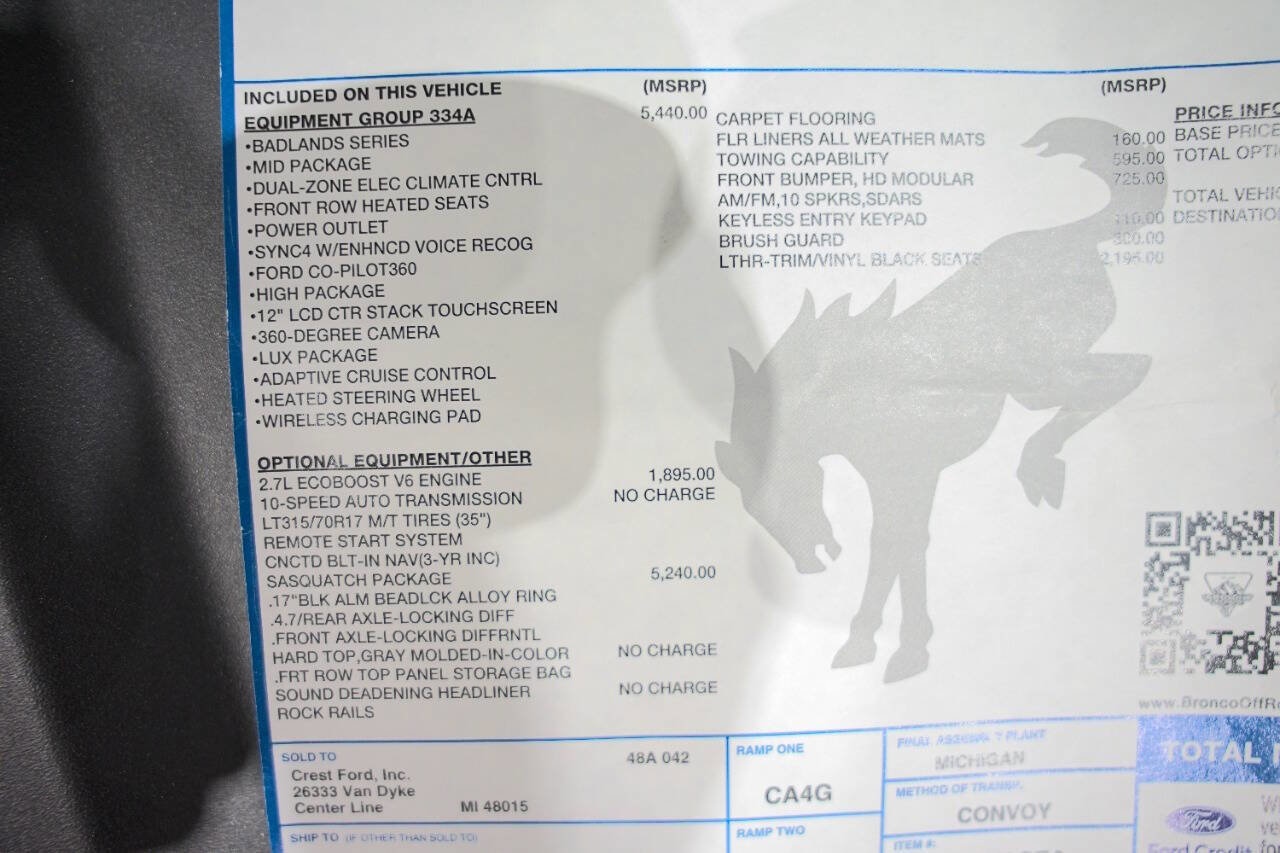 INCLUDED ON THIS VEHICLE (MSRP)
EQUIPMENT GROUP 334A 5,440.00
•BADLANDS SERIES
•MID PACKAGE
•DUAL-ZONE ELEC CLIMATE CNTRL
•FRONT ROW HEATED SEATS
•POWER OUTLET
•SYNC4 W/ENHNCD VOICE RECOG
•FORD CO-PILOT360
•HIGH PACKAGE
•12" LCD CTR STACK TOUCHSCREEN
•360-DEGREE CAMERA
•LUX PACKAGE
•ADAPTIVE CRUISE CONTROL
•HEATED STEERING WHEEL
•WIRELESS CHARGING PAD
OPTIONAL EQUIPMENT/OTHER
2.7L ECOBOOST V6 ENGINE 1,895.00
10-SPEED AUTO TRANSMISSION NO CHARGE
LT315/70R17 M/T TIRES (35")
REMOTE START SYSTEM
CNCTD BLT-IN NAV(3-YR INC)
SASQUATCH PACKAGE 5,240.00
.17"BLK ALM BEADLCK ALLOY RING
.4.7/REAR AXLE-LOCKING DIFF
.FRONT AXLE-LOCKING DIFFRNTL
HARD TOP,GRAY MOLDED-IN-COLOR NO CHARGE
.FRT ROW TOP PANEL STORAGE BAG
SOUND DEADENING HEADLINER NO CHARGE
ROCK RAILS
(MSRP)
CARPET FLOORING
FLR LINERS ALL WEATHER MATS 160.00
TOWING CAPABILITY 595.00
FRONT BUMPER, HD MODULAR 725.00
AM/FM,10 SPKRS,SDARS
KEYLESS ENTRY KEYPAD 110.00
BRUSH GUARD 300.00
LTHR-TRIM/VINYL BLACK SEATS 2,195.00
PRICE INFO
BASE PRICE
TOTAL OPTI
TOTAL VEHIC
DESTINATIO
www.BroncoOffRo
SOLD TO 48A 042
Crest Ford, Inc.
26333 Van Dyke
Center Line MI 48015
SHIP TO (IF OTHER THAN SOLD TO)
RAMP ONE
CA4G
RAMP TWO
FINAL ASSEMBLY PLANT
MICHIGAN
METHOD OF TRANSP.
CONVOY
ITEM #:
TOTAL
Ford
Ford Credit